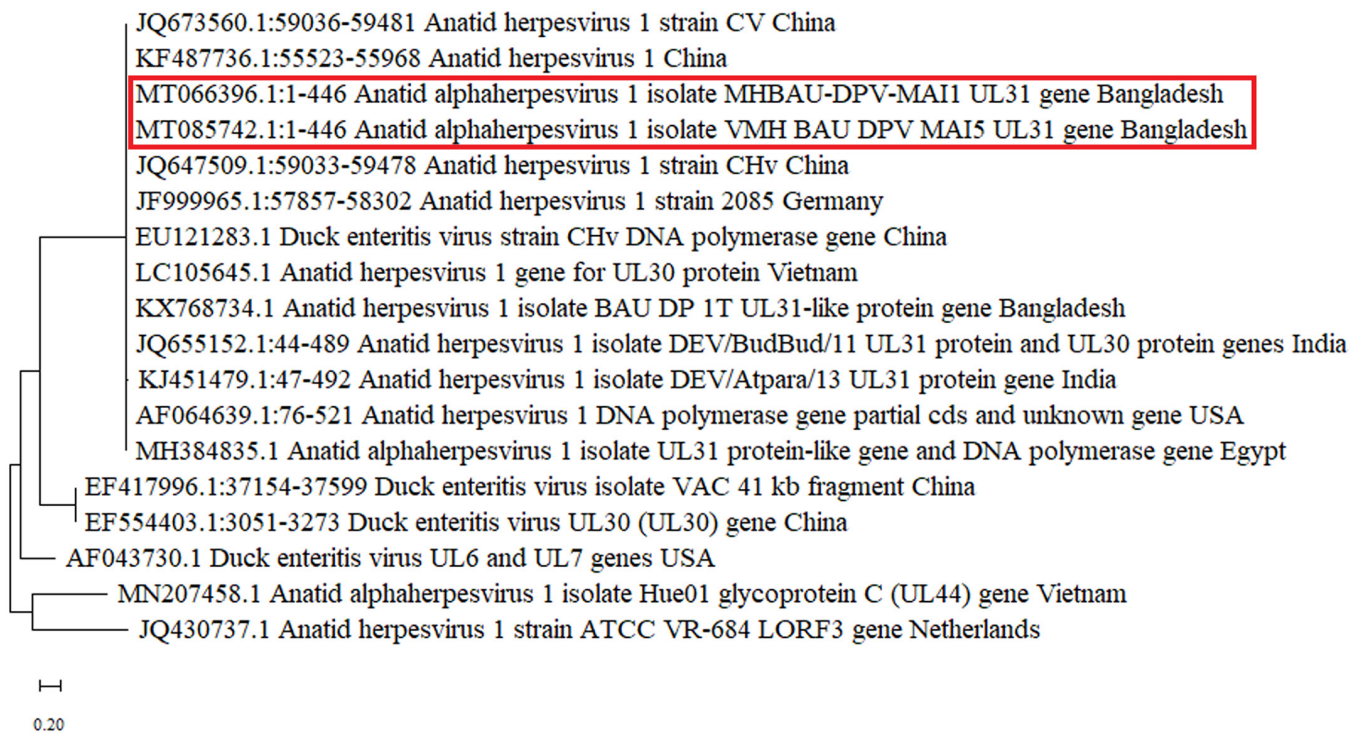 JQ673560.1:59036-59481 Anatid herpesvirus 1 strain CV China
KF487736.1:55523-55968 Anatid herpesvirus 1 China
MT066396.1:1-446 Anatid alphaherpesvirus 1 isolate MHBAU-DPV-MAI1 UL31 gene Bangladesh
MT085742.1:1-446 Anatid alphaherpesvirus 1 isolate VMH BAU DPV MAI5 UL31 gene Bangladesh
JQ647509.1:59033-59478 Anatid herpesvirus 1 strain CHv China
JF999965.1:57857-58302 Anatid herpesvirus 1 strain 2085 Germany
EU121283.1 Duck enteritis virus strain CHv DNA polymerase gene China
LC105645.1 Anatid herpesvirus 1 gene for UL30 protein Vietnam
KX768734.1 Anatid herpesvirus 1 isolate BAU DP 1T UL31-like protein gene Bangladesh
JQ655152.1:44-489 Anatid herpesvirus 1 isolate DEV/BudBud/11 UL31 protein and UL30 protein genes India
KJ451479.1:47-492 Anatid herpesvirus 1 isolate DEV/Atpara/13 UL31 protein gene India
AF064639.1:76-521 Anatid herpesvirus 1 DNA polymerase gene partial cds and unknown gene USA
MH384835.1 Anatid alphaherpesvirus 1 isolate UL31 protein-like gene and DNA polymerase gene Egypt
EF417996.1:37154-37599 Duck enteritis virus isolate VAC 41 kb fragment China
EF554403.1:3051-3273 Duck enteritis virus UL30 (UL30) gene China
AF043730.1 Duck enteritis virus UL6 and UL7 genes USA
MN207458.1 Anatid alphaherpesvirus 1 isolate Hue01 glycoprotein C (UL44) gene Vietnam
JQ430737.1 Anatid herpesvirus 1 strain ATCC VR-684 LORF3 gene Netherlands
0.20